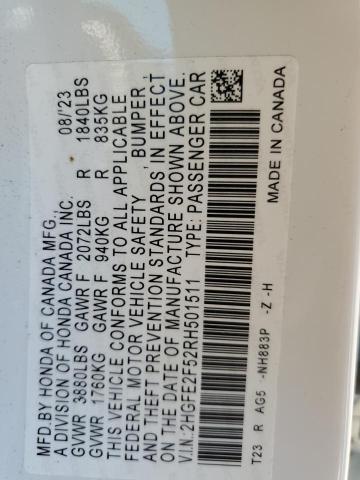 MFD.BY HONDA OF CANADA MFG.,
A DIVISION OF HONDA CANADA INC. 08/'23
GVWR 3880LBS GAWR F 2072LBS R 1840LBS
GVWR 1760KG GAWR F 940KG R 835KG
THIS VEHICLE CONFORMS TO ALL APPLICABLE
FEDERAL MOTOR VEHICLE SAFETY , BUMPER ,
AND THEFT PREVENTION STANDARDS IN EFFECT
ON THE DATE OF MANUFACTURE SHOWN ABOVE.
V.I.N: 2HGFE2F52RH501511 TYPE: PASSENGER CAR
T23 R AG5 -NH883P -Z -H
MADE IN CANADA